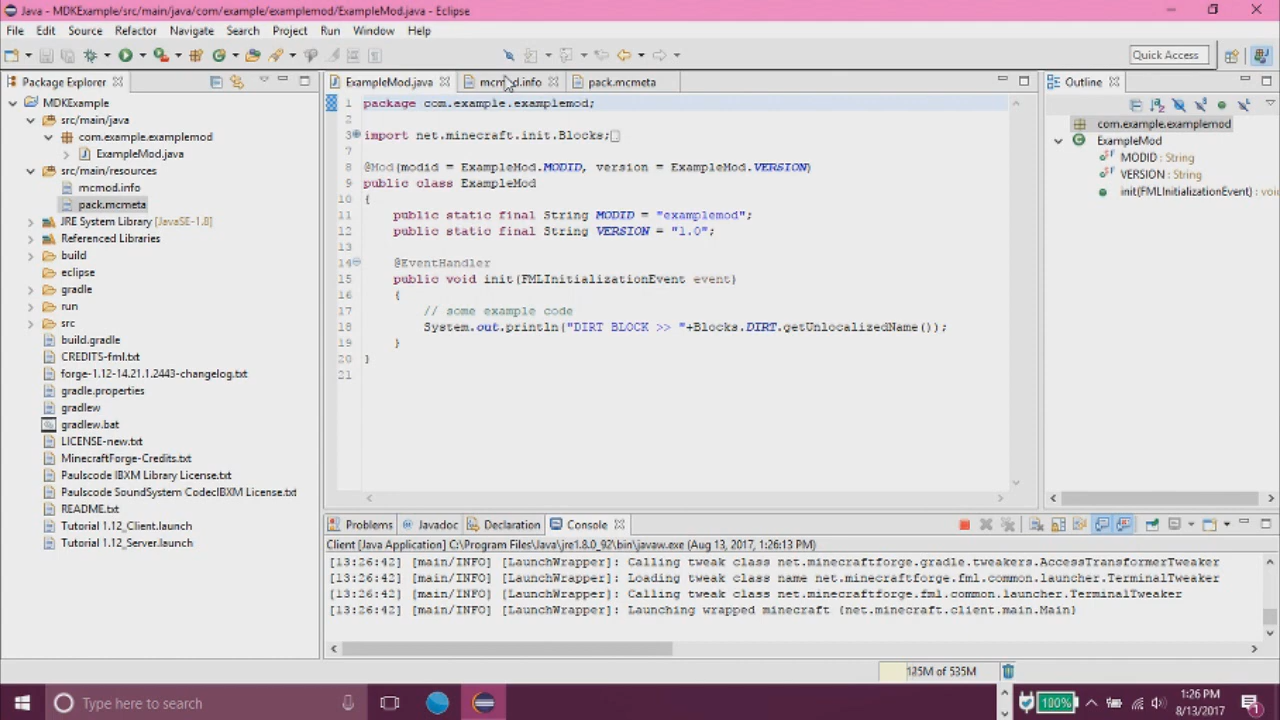 Java - MDKExample/src/main/java/com/example/examplemod/ExampleMod.java - Eclipse
File Edit Source Refactor Navigate Search Project Run Window Help
Quick Access
Package Explorer
MDKExample
src/main/java
com.example.examplemod
ExampleMod.java
src/main/resources
mcmod.info
pack.mcmeta
JRE System Library [JavaSE-1.8]
Referenced Libraries
build
eclipse
gradle
run
src
build.gradle
CREDITS-fml.txt
forge-1.12-14.21.1.2443-changelog.txt
gradle.properties
gradlew
gradlew.bat
LICENSE-new.txt
MinecraftForge-Credits.txt
Paulscode IBXM Library License.txt
Paulscode SoundSystem CodecIBXM License.txt
README.txt
Tutorial 1.12_Client.launch
Tutorial 1.12_Server.launch
ExampleMod.java mcmod.info pack.mcmeta
1 package com.example.examplemod;
2
3 import net.minecraft.init.Blocks;
7
8 @Mod(modid = ExampleMod.MODID, version = ExampleMod.VERSION)
9 public class ExampleMod
10 {
11 public static final String MODID = "examplemod";
12 public static final String VERSION = "1.0";
13
14 @EventHandler
15 public void init(FMLInitializationEvent event)
16 {
17 // some example code
18 System.out.println("DIRT BLOCK >> "+Blocks.DIRT.getUnlocalizedName());
19 }
20 }
21
Outline
com.example.examplemod
ExampleMod
MODID : String
VERSION : String
init(FMLInitializationEvent) : vo
Problems Javadoc Declaration Console
Client [Java Application] C:\Program Files\Java\jre1.8.0_92\bin\javaw.exe (Aug 13, 2017, 1:26:13 PM)
[13:26:42] [main/INFO] [LaunchWrapper]: Calling tweak class net.minecraftforge.gradle.tweakers.AccessTransformerTweaker
[13:26:42] [main/INFO] [LaunchWrapper]: Loading tweak class name net.minecraftforge.fml.common.launcher.TerminalTweaker
[13:26:42] [main/INFO] [LaunchWrapper]: Calling tweak class net.minecraftforge.fml.common.launcher.TerminalTweaker
[13:26:42] [main/INFO] [LaunchWrapper]: Launching wrapped minecraft {net.minecraft.client.main.Main}
135M of 535M
Type here to search
100%
1:26 PM
8/13/2017